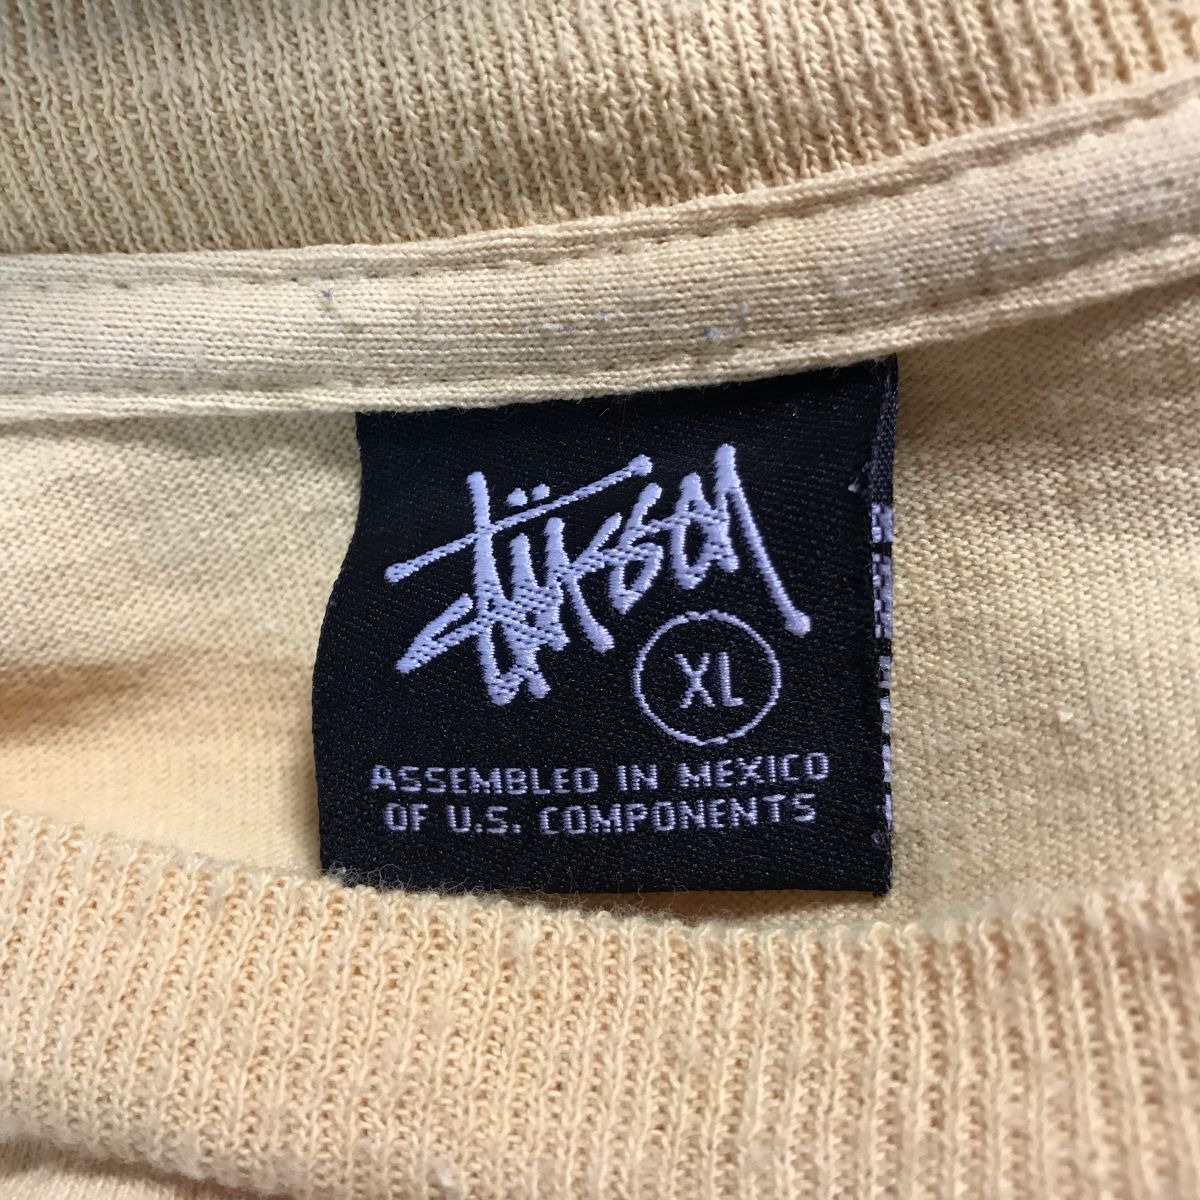 Stüssy
XL
ASSEMBLED IN MEXICO
OF U.S. COMPONENTS